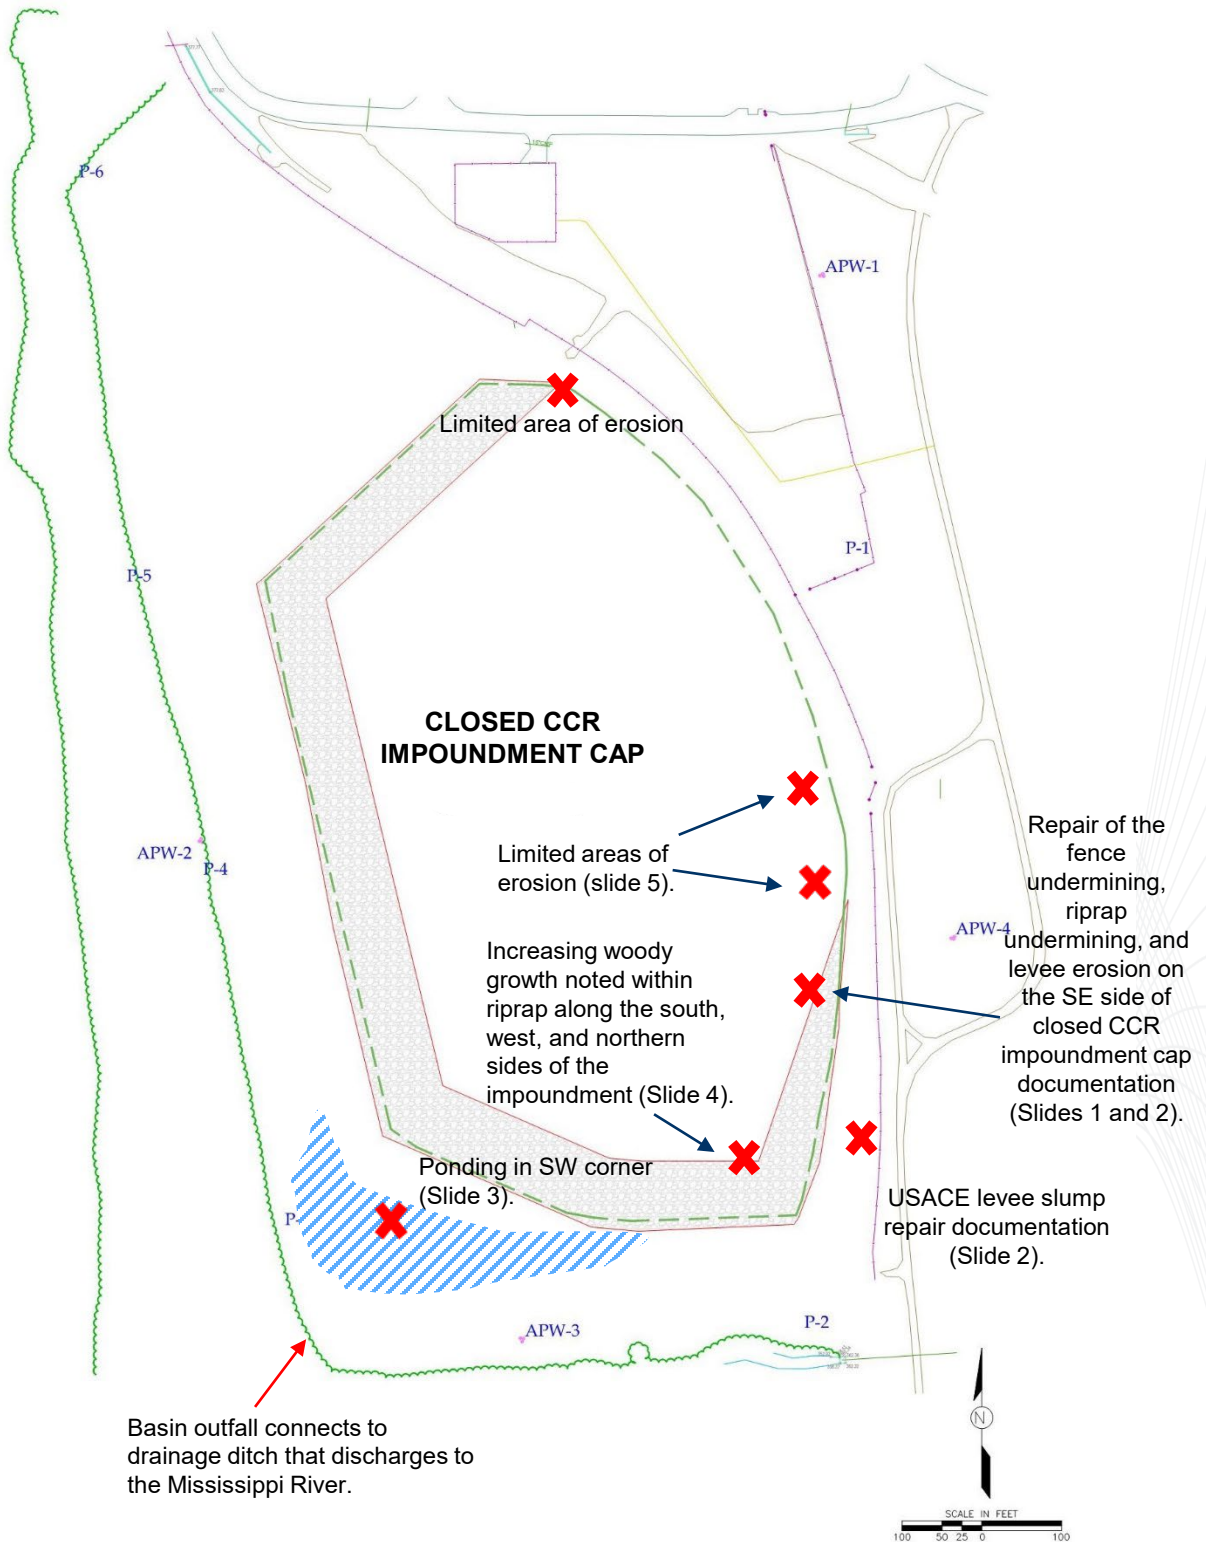 P-6
APW-1
Limited area of erosion
P-1
P-5
CLOSED CCR
IMPOUNDMENT CAP
Repair of the
fence
undermining,
riprap
undermining, and
levee erosion on
the SE side of
closed CCR
impoundment cap
documentation
(Slides 1 and 2).
APW-2
P-4
Limited areas of
erosion (slide 5).
APW-4
Increasing woody
growth noted within
riprap along the south,
west, and northern
sides of the
impoundment (Slide 4).
Ponding in SW corner
(Slide 3).
P-
USACE levee slump
repair documentation
(Slide 2).
APW-3
P-2
Basin outfall connects to
drainage ditch that discharges to
the Mississippi River.
N
SCALE IN FEET
100 50 25 0 100